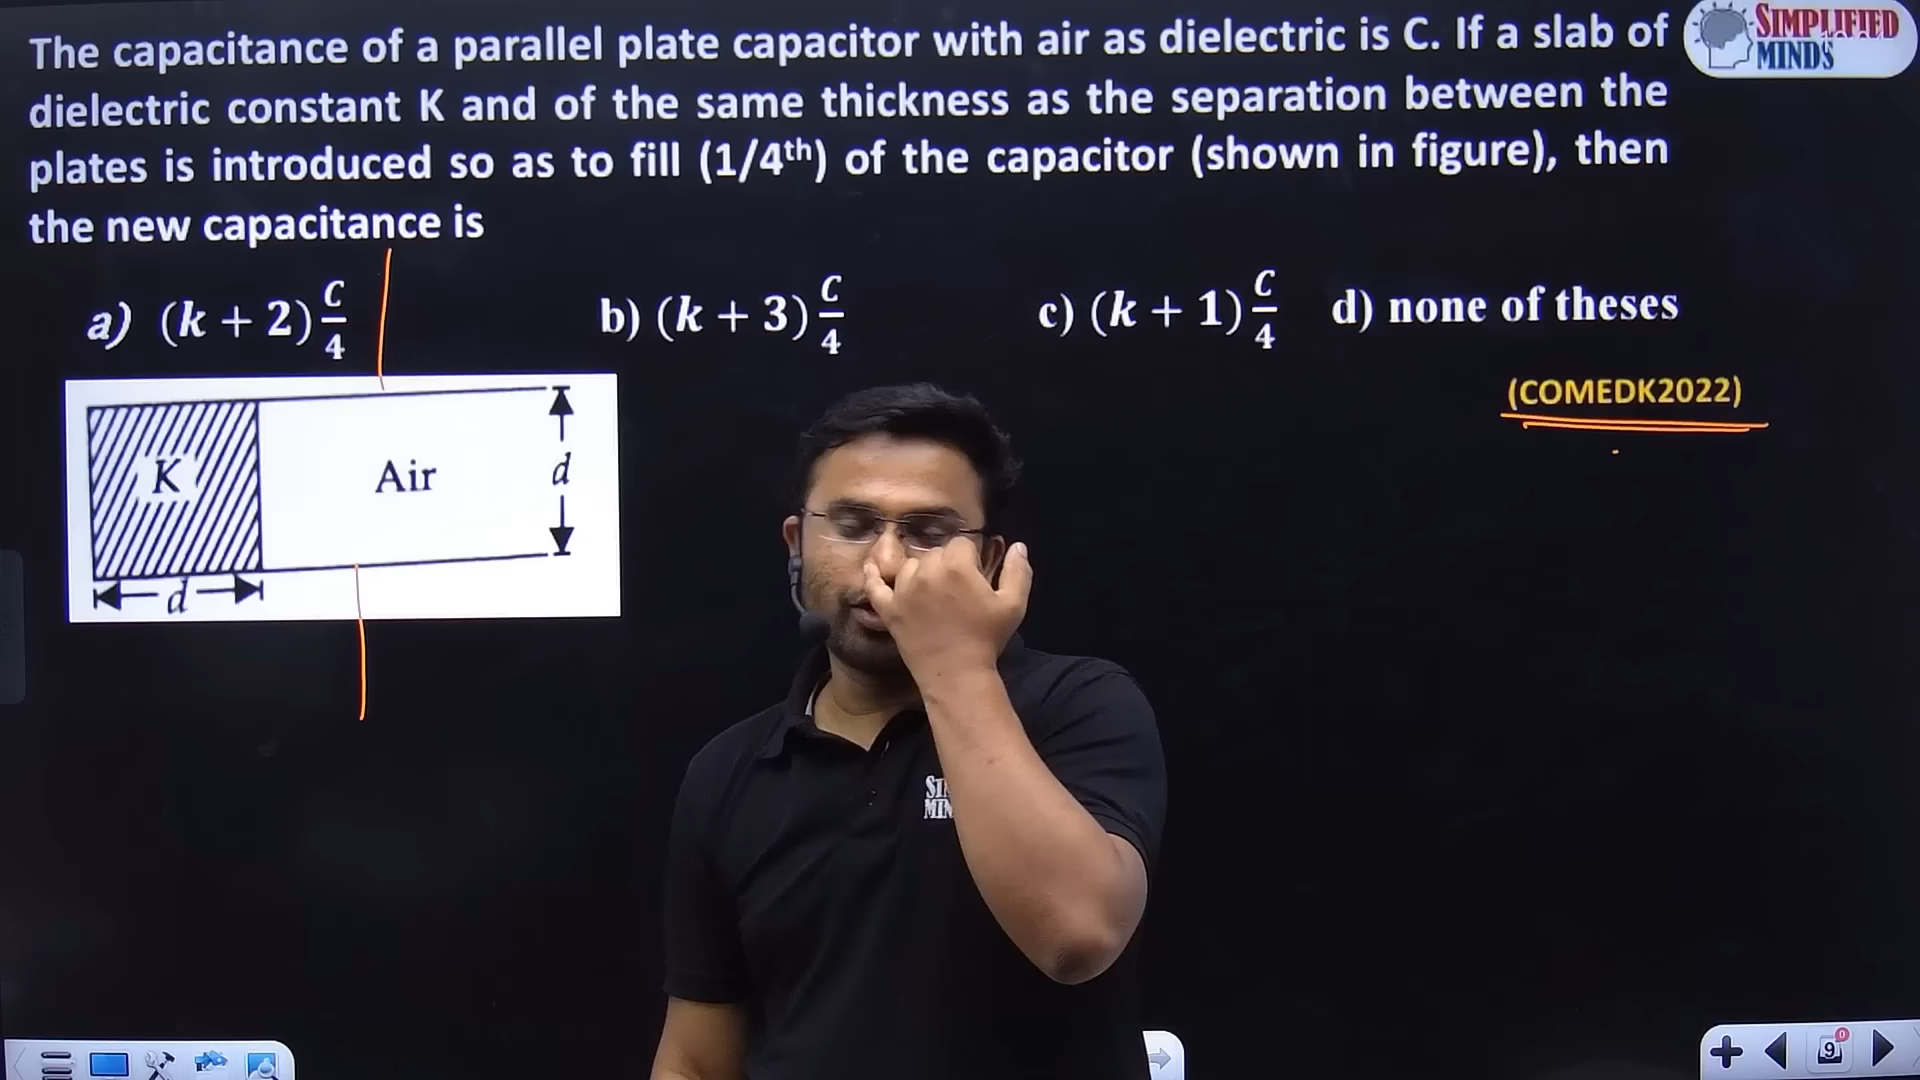 The capacitance of a parallel plate capacitor with air as dielectric is C. If a slab of
dielectric constant K and of the same thickness as the separation between the
plates is introduced so as to fill (1/4ᵗʰ) of the capacitor (shown in figure), then
the new capacitance is
a) (k + 2) C/4 b) (k + 3) C/4 c) (k + 1) C/4 d) none of theses
(COMEDK2022)
K Air d
d
SIMPLIFIED
MINDS
9
0